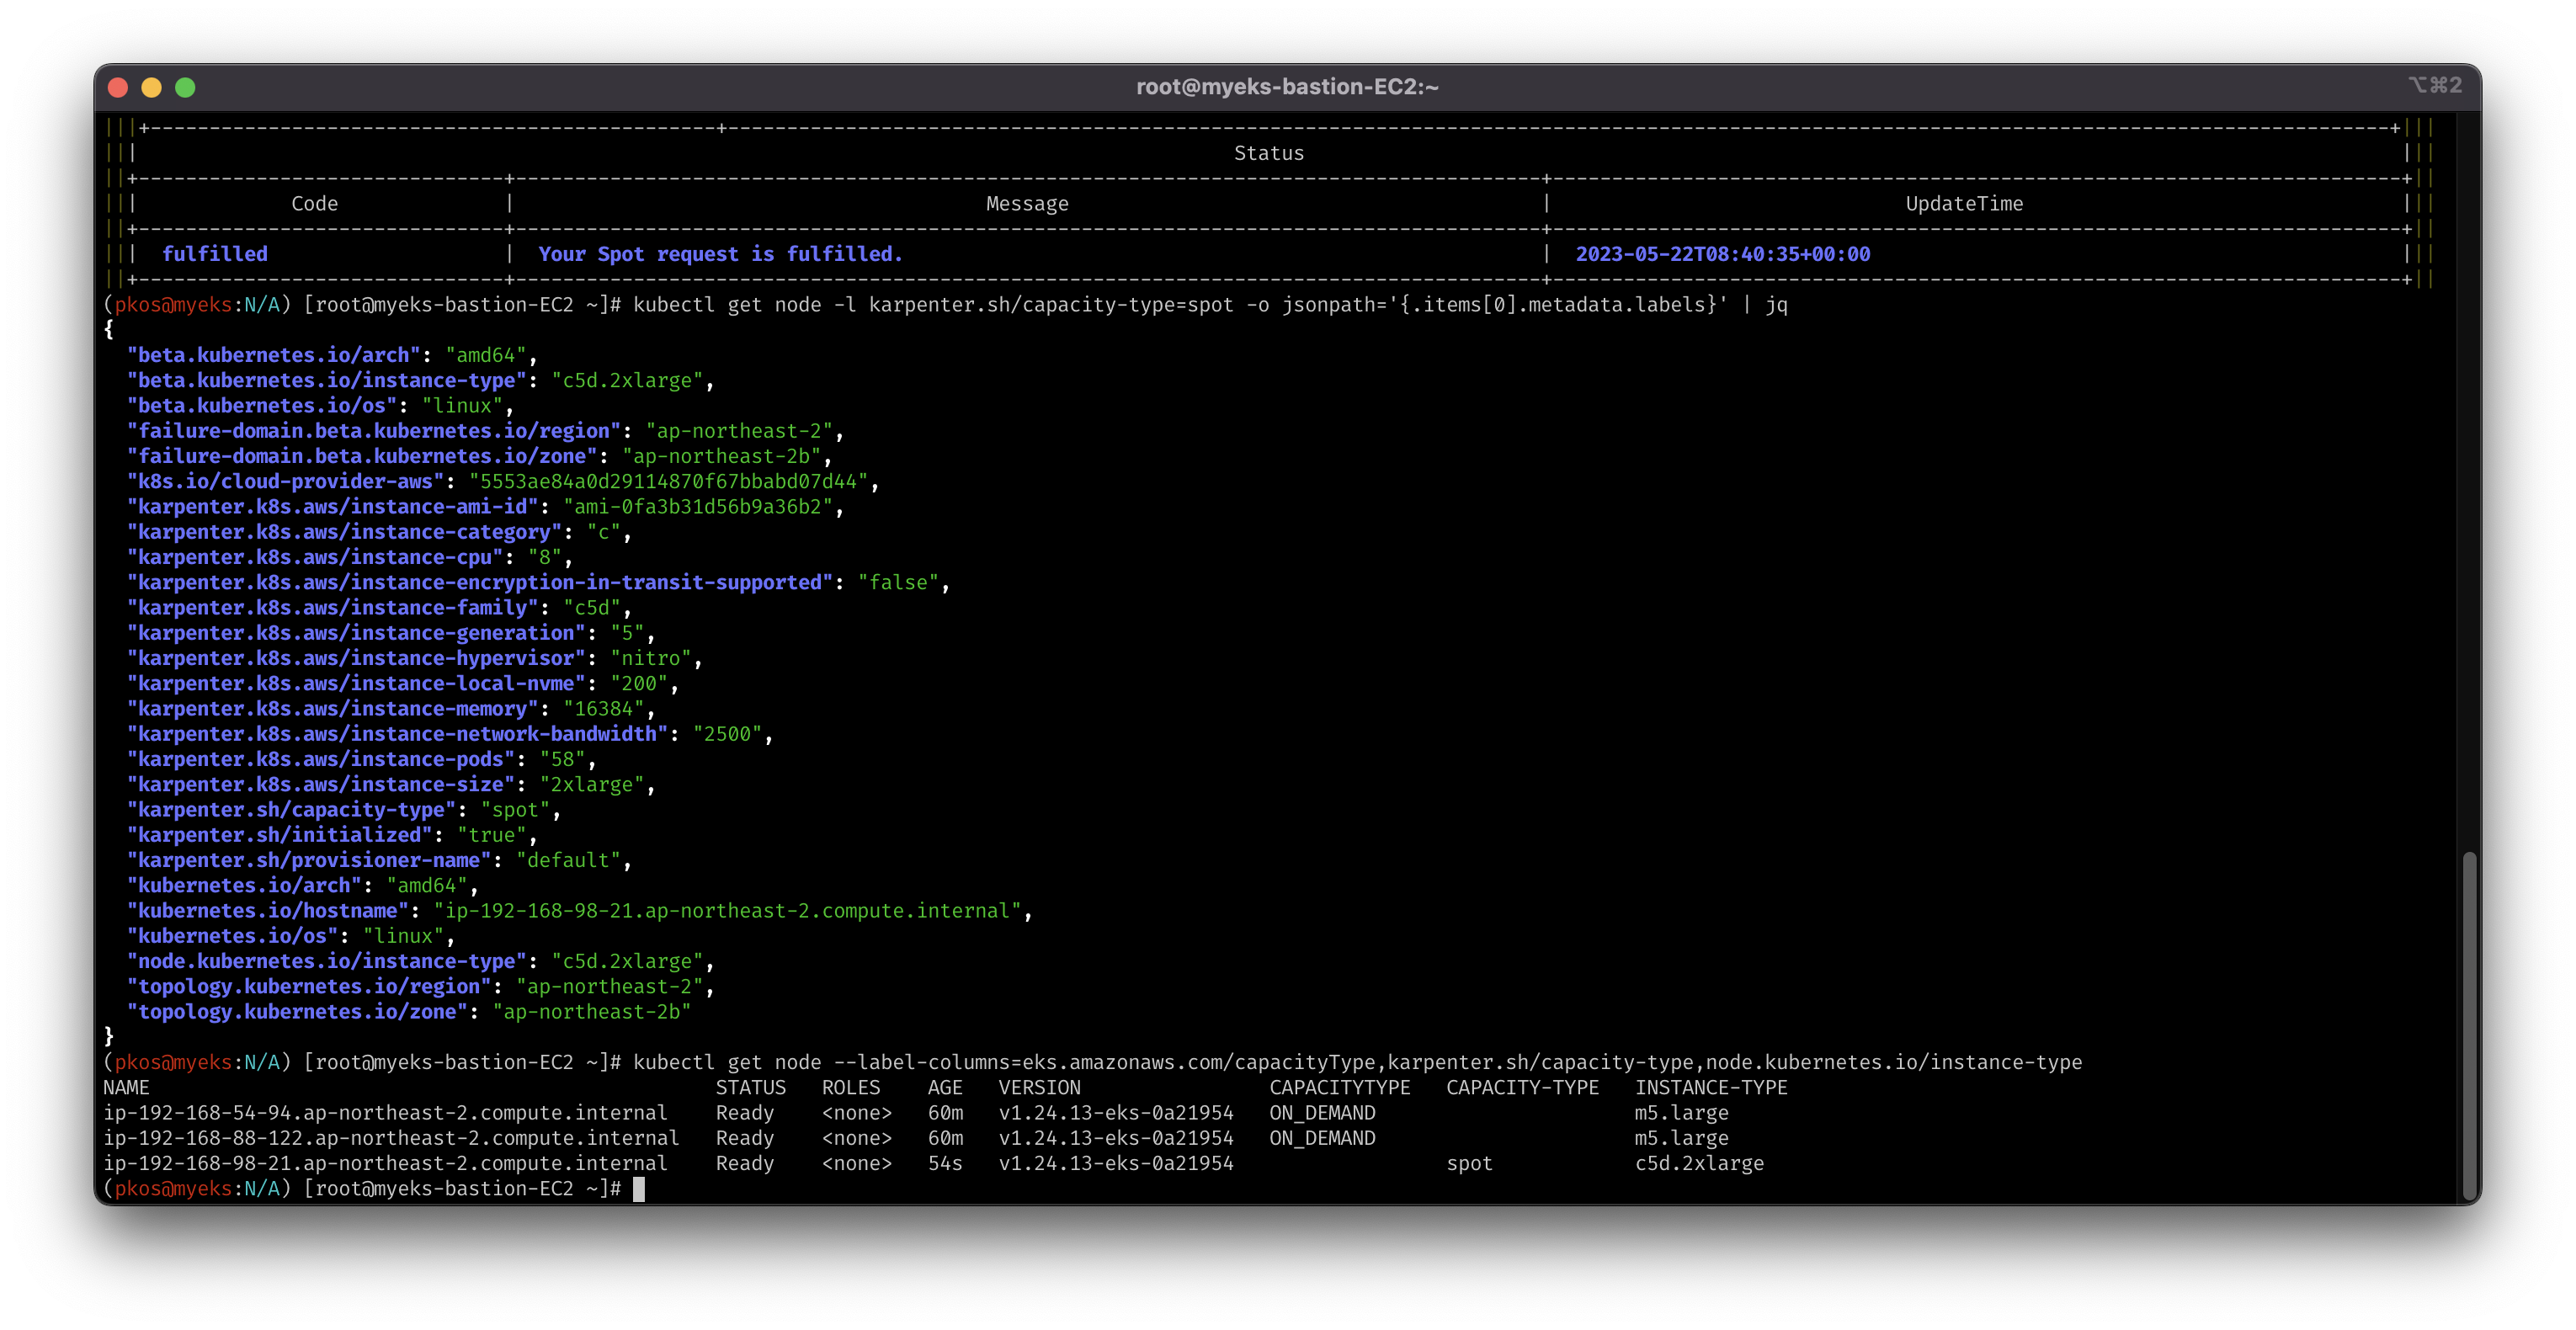 root@myeks-bastion-EC2:~
⌥⌘2
|||+--------------------------------------------------+----------------------------------------------------------------------------------------------------------------------------------------------+|||
||| Status |||
||+--------------------------------+----------------------------------------------------------------------------------------+-------------------------------------------------------------------------+||
||| Code | Message | UpdateTime |||
||+--------------------------------+----------------------------------------------------------------------------------------+-------------------------------------------------------------------------+||
||| fulfilled | Your Spot request is fulfilled. | 2023-05-22T08:40:35+00:00 |||
||+--------------------------------+----------------------------------------------------------------------------------------+-------------------------------------------------------------------------+||
(pkos@myeks:N/A) [root@myeks-bastion-EC2 ~]# kubectl get node -l karpenter.sh/capacity-type=spot -o jsonpath='{.items[0].metadata.labels}' | jq
{
"beta.kubernetes.io/arch": "amd64",
"beta.kubernetes.io/instance-type": "c5d.2xlarge",
"beta.kubernetes.io/os": "linux",
"failure-domain.beta.kubernetes.io/region": "ap-northeast-2",
"failure-domain.beta.kubernetes.io/zone": "ap-northeast-2b",
"k8s.io/cloud-provider-aws": "5553ae84a0d29114870f67bbabd07d44",
"karpenter.k8s.aws/instance-ami-id": "ami-0fa3b31d56b9a36b2",
"karpenter.k8s.aws/instance-category": "c",
"karpenter.k8s.aws/instance-cpu": "8",
"karpenter.k8s.aws/instance-encryption-in-transit-supported": "false",
"karpenter.k8s.aws/instance-family": "c5d",
"karpenter.k8s.aws/instance-generation": "5",
"karpenter.k8s.aws/instance-hypervisor": "nitro",
"karpenter.k8s.aws/instance-local-nvme": "200",
"karpenter.k8s.aws/instance-memory": "16384",
"karpenter.k8s.aws/instance-network-bandwidth": "2500",
"karpenter.k8s.aws/instance-pods": "58",
"karpenter.k8s.aws/instance-size": "2xlarge",
"karpenter.sh/capacity-type": "spot",
"karpenter.sh/initialized": "true",
"karpenter.sh/provisioner-name": "default",
"kubernetes.io/arch": "amd64",
"kubernetes.io/hostname": "ip-192-168-98-21.ap-northeast-2.compute.internal",
"kubernetes.io/os": "linux",
"node.kubernetes.io/instance-type": "c5d.2xlarge",
"topology.kubernetes.io/region": "ap-northeast-2",
"topology.kubernetes.io/zone": "ap-northeast-2b"
}
(pkos@myeks:N/A) [root@myeks-bastion-EC2 ~]# kubectl get node --label-columns=eks.amazonaws.com/capacityType,karpenter.sh/capacity-type,node.kubernetes.io/instance-type
NAME STATUS ROLES AGE VERSION CAPACITYTYPE CAPACITY-TYPE INSTANCE-TYPE
ip-192-168-54-94.ap-northeast-2.compute.internal Ready <none> 60m v1.24.13-eks-0a21954 ON_DEMAND m5.large
ip-192-168-88-122.ap-northeast-2.compute.internal Ready <none> 60m v1.24.13-eks-0a21954 ON_DEMAND m5.large
ip-192-168-98-21.ap-northeast-2.compute.internal Ready <none> 54s v1.24.13-eks-0a21954 spot c5d.2xlarge
(pkos@myeks:N/A) [root@myeks-bastion-EC2 ~]#